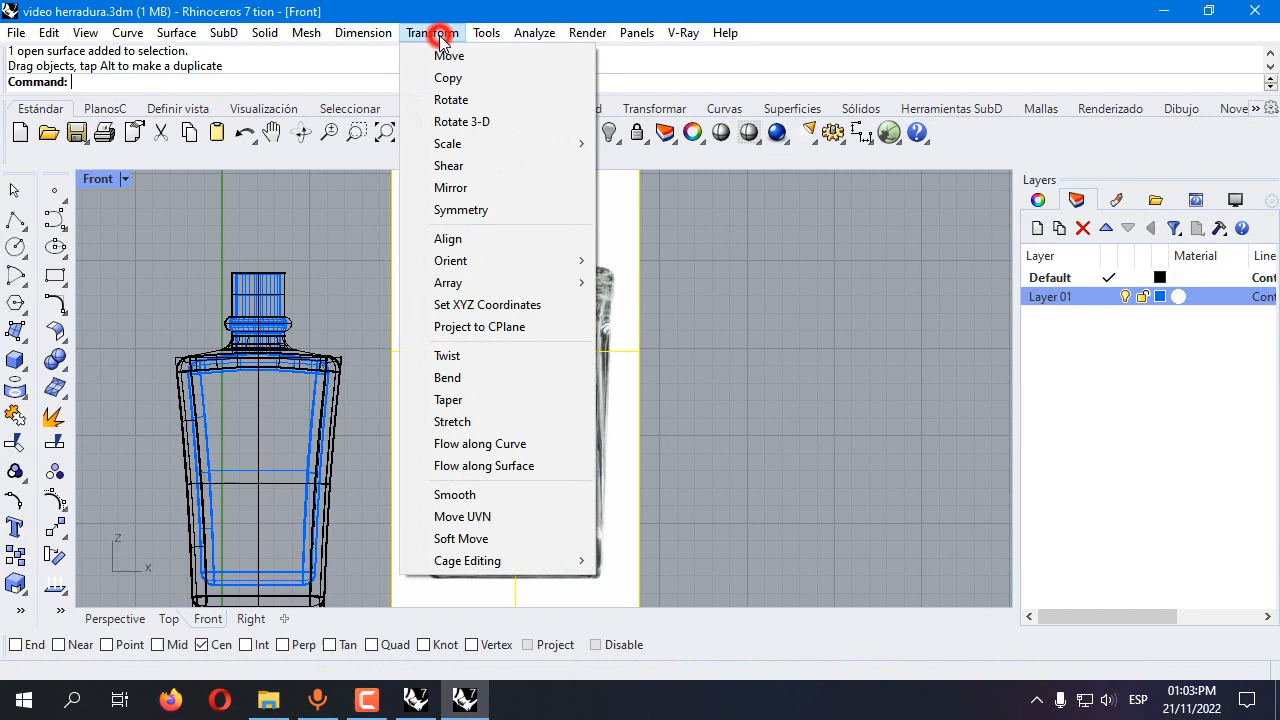 video herradura.3dm (1 MB) - Rhinoceros 7 tion - [Front]
File Edit View Curve Surface SubD Solid Mesh Dimension Transform Tools Analyze Render Panels V-Ray Help
1 open surface added to selection.
Drag objects, tap Alt to make a duplicate
Command:
Estándar PlanosC Definir vista Visualización Seleccionar d Transformar Curvas Superficies Sólidos Herramientas SubD Mallas Renderizado Dibujo Nove »
Move
Copy
Rotate
Rotate 3-D
Scale
Shear
Mirror
Symmetry
Align
Orient
Array
Set XYZ Coordinates
Project to CPlane
Twist
Bend
Taper
Stretch
Flow along Curve
Flow along Surface
Smooth
Move UVN
Soft Move
Cage Editing
Front
z
x
Layers
Layer Material Line
Default Cont
Layer 01 Cont
Perspective Top Front Right
End Near Point Mid Cen Int Perp Tan Quad Knot Vertex Project Disable
ESP
01:03:PM
21/11/2022